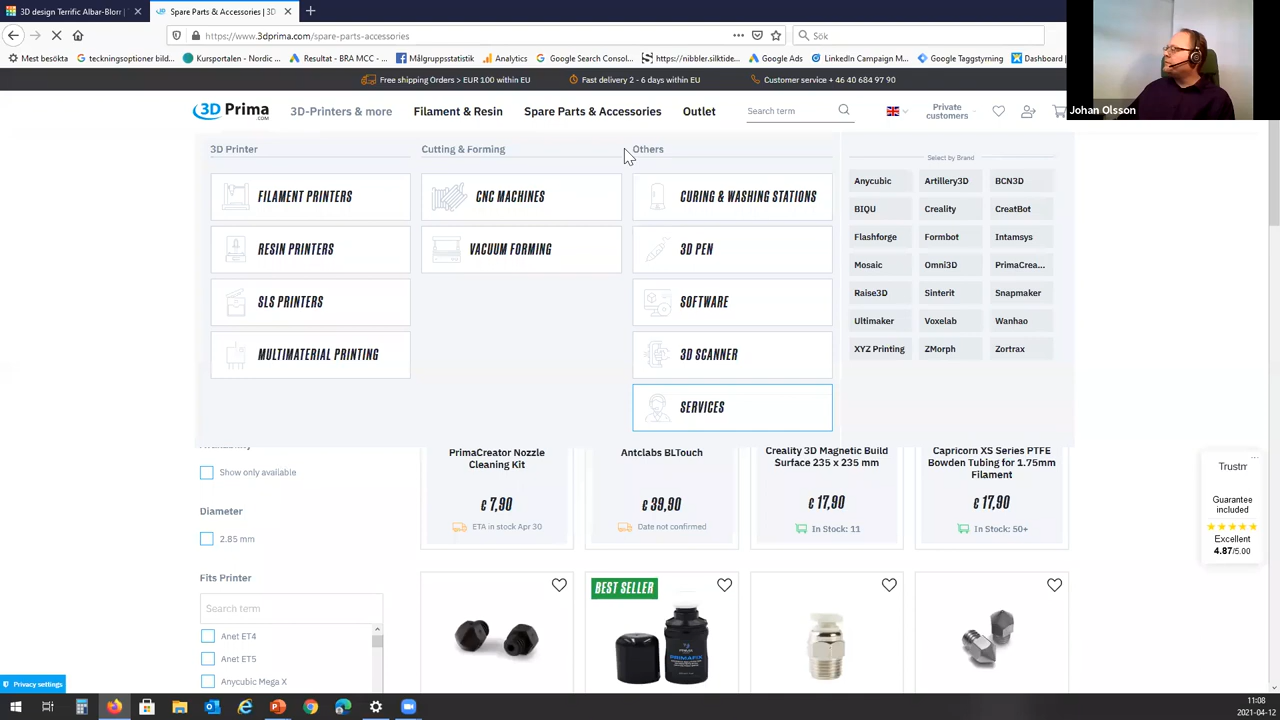 3D design Terrific Albar-Blorr
Spare Parts & Accessories | 3D
https://www.3dprima.com/spare-parts-accessories
Sök
Mest besökta
teckningsoptioner bild...
Kursportalen - Nordic ...
Resultat - BRA MCC - ...
Målgruppsstatistik
Analytics
Google Search Consol...
https://nibbler.silktide...
Google Ads
LinkedIn Campaign M...
Google Taggstyrning
Dashboard |
Johan Olsson
Free shipping Orders > EUR 100 within EU
Fast delivery 2 - 6 days within EU
Customer service + 46 40 684 97 90
3D Prima
.COM
3D-Printers & more
Filament & Resin
Spare Parts & Accessories
Outlet
Search term
Private customers
3D Printer
Cutting & Forming
Others
Select by Brand
FILAMENT PRINTERS
CNC MACHINES
CURING & WASHING STATIONS
RESIN PRINTERS
VACUUM FORMING
3D PEN
SLS PRINTERS
SOFTWARE
MULTIMATERIAL PRINTING
3D SCANNER
SERVICES
Anycubic
Artillery3D
BCN3D
BIQU
Creality
CreatBot
Flashforge
Formbot
Intamsys
Mosaic
Omni3D
PrimaCrea...
Raise3D
Sinterit
Snapmaker
Ultimaker
Voxelab
Wanhao
XYZ Printing
ZMorph
Zortrax
Availability
Show only available
Diameter
2.85 mm
Fits Printer
Search term
Anet ET4
Anet ET5
Anycubic Mega X
PrimaCreator Nozzle
Cleaning Kit
€ 7,90
ETA in stock Apr 30
Antclabs BLTouch
€ 39,90
Date not confirmed
Creality 3D Magnetic Build
Surface 235 x 235 mm
€ 17,90
In Stock: 11
Capricorn XS Series PTFE
Bowden Tubing for 1.75mm
Filament
€ 17,90
In Stock: 50+
BEST SELLER
PRIMAFIX
Guarantee
included
Excellent
4.87/5.00
Privacy settings
11:08
2021-04-12